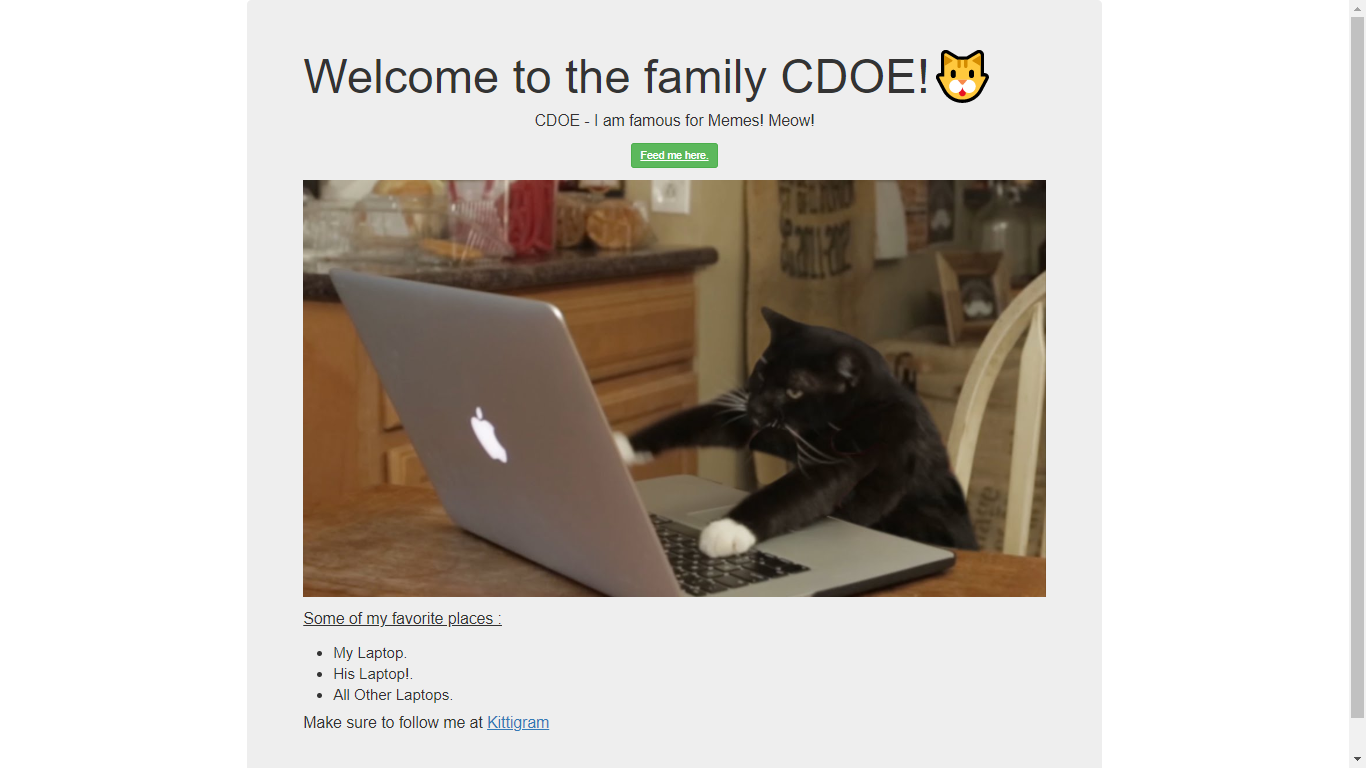 Welcome to the family CDOE!
CDOE - I am famous for Memes! Meow!
Feed me here.
Some of my favorite places :
My Laptop.
His Laptop!.
All Other Laptops.
Make sure to follow me at Kittigram